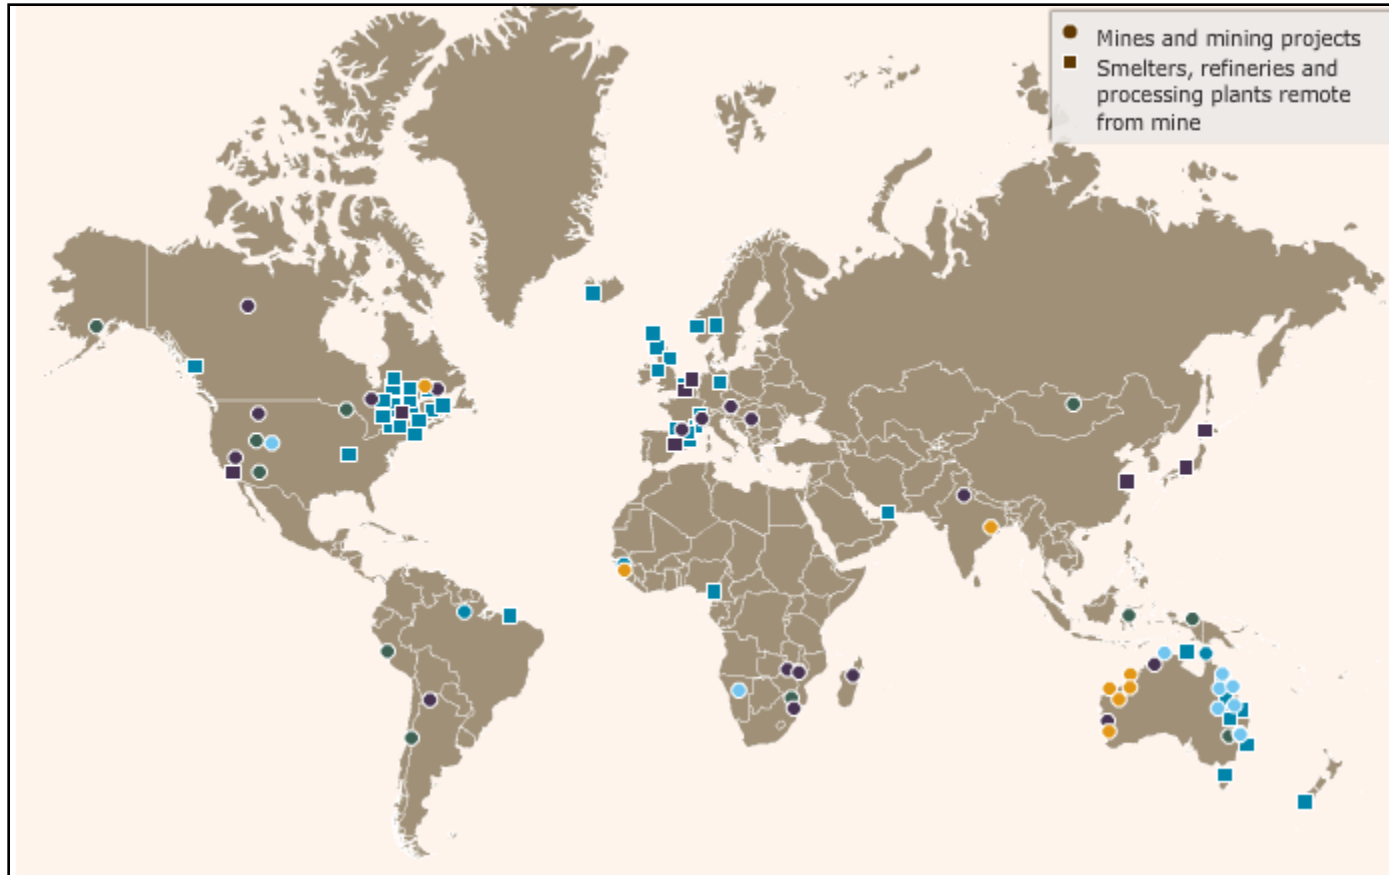 Mines and mining projects
Smelters, refineries and
processing plants remote
from mine